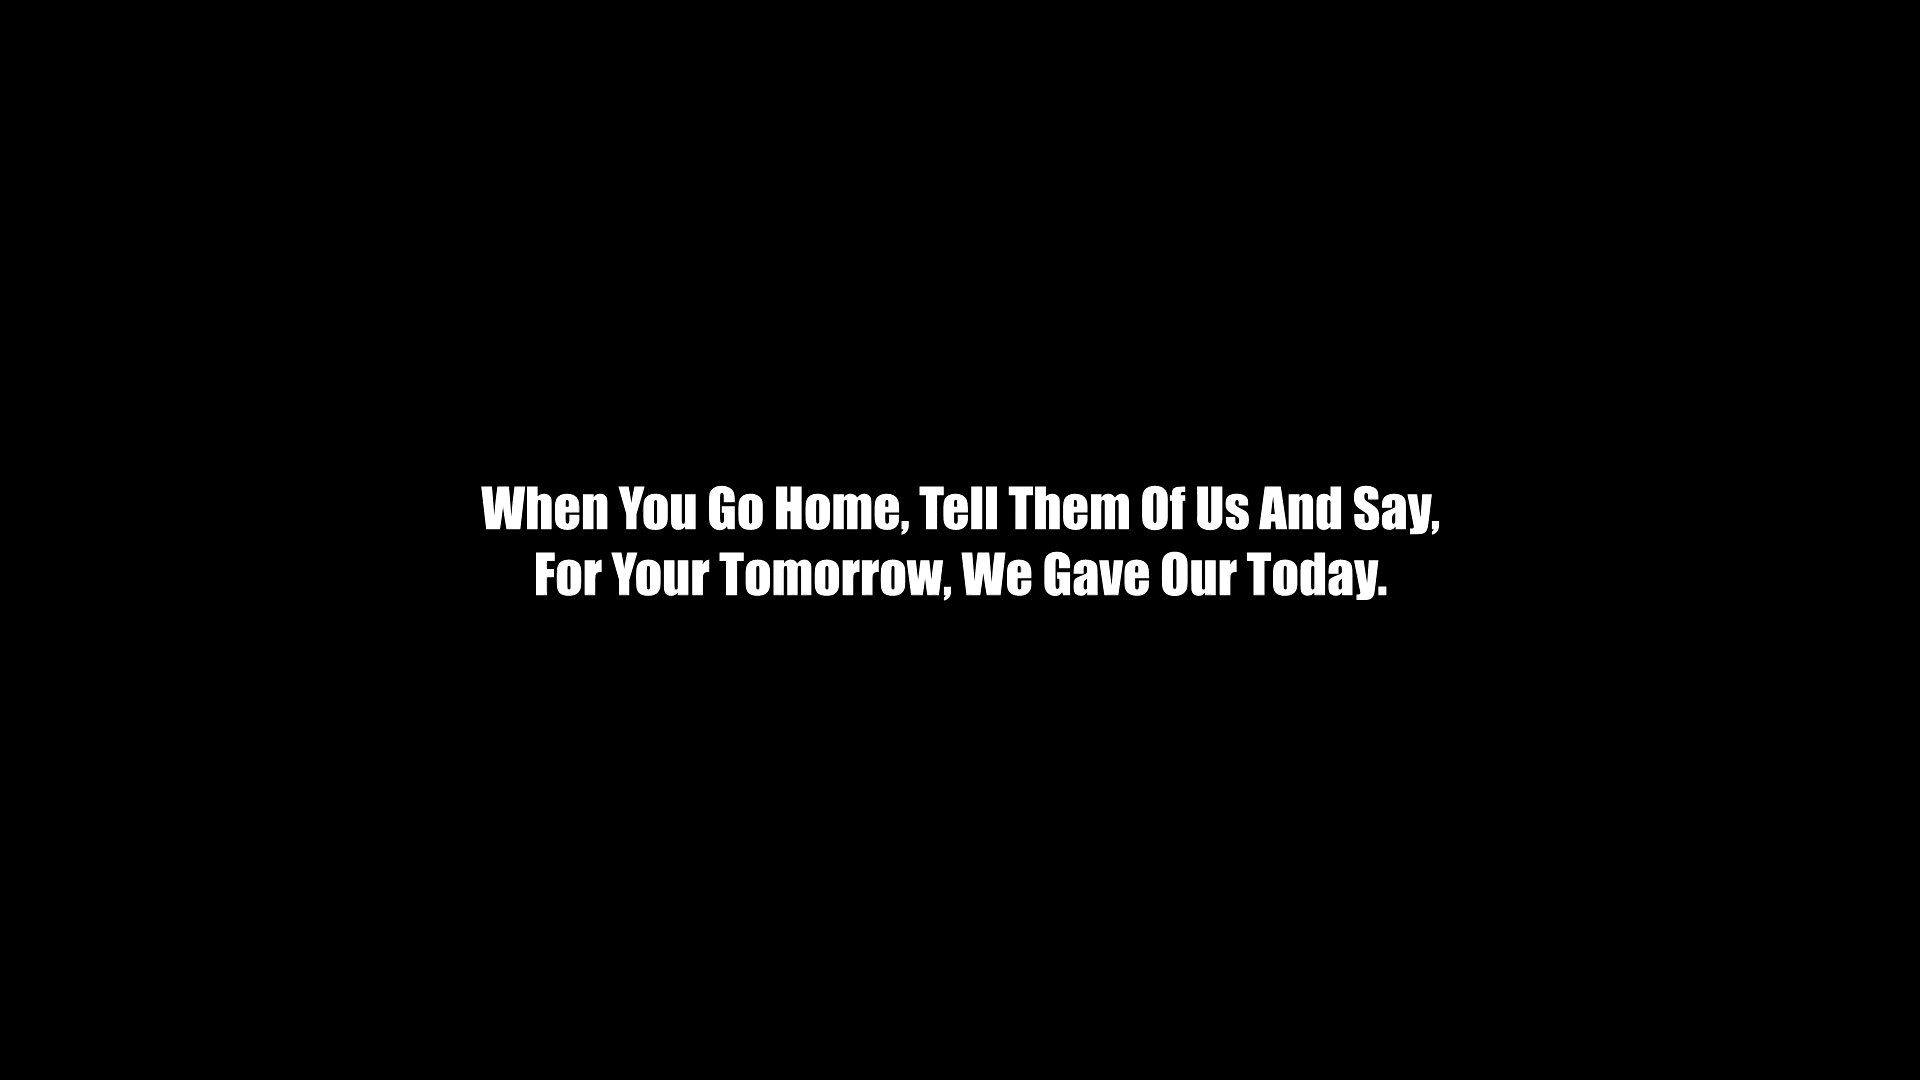 When You Go Home, Tell Them Of Us And Say,
For Your Tomorrow, We Gave Our Today.